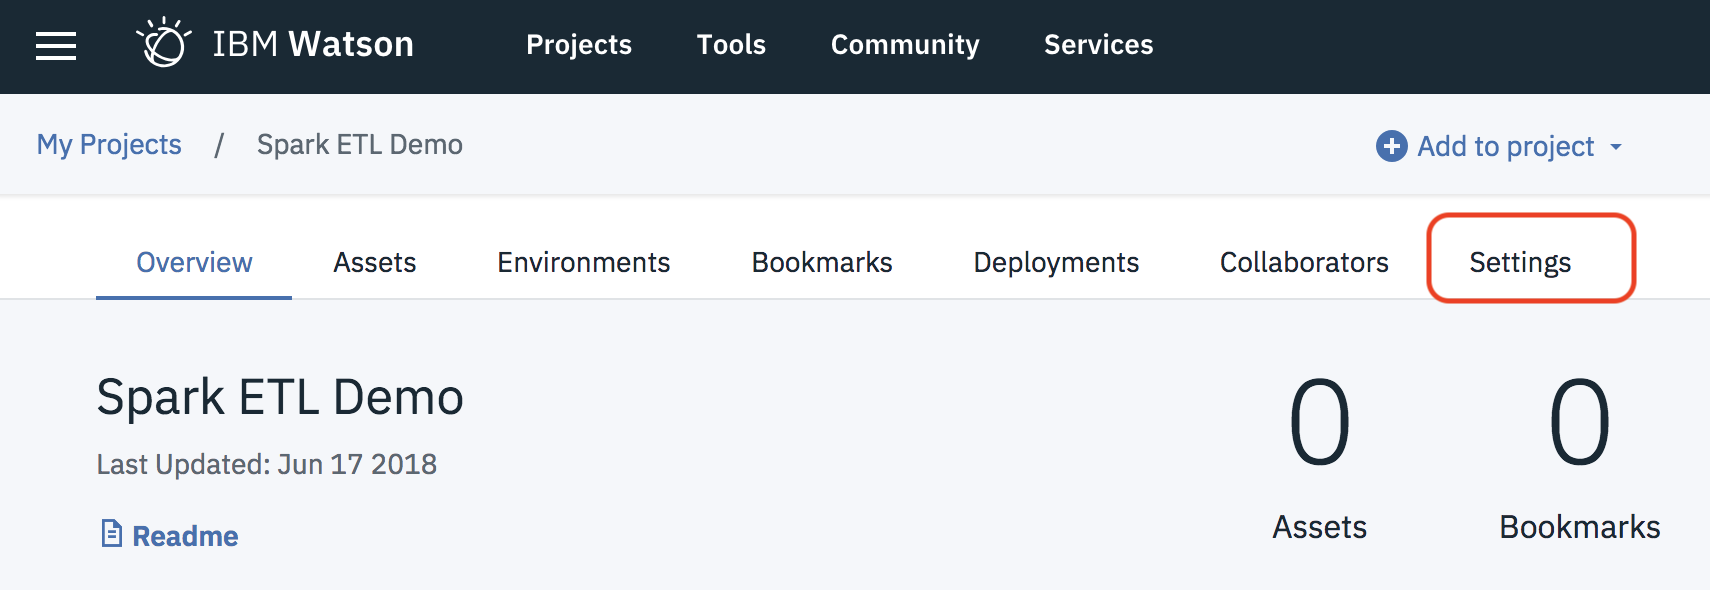 IBM Watson Projects Tools Community Services
My Projects / Spark ETL Demo Add to project
Overview Assets Environments Bookmarks Deployments Collaborators Settings
Spark ETL Demo
Last Updated: Jun 17 2018
Readme
0 0
Assets Bookmarks